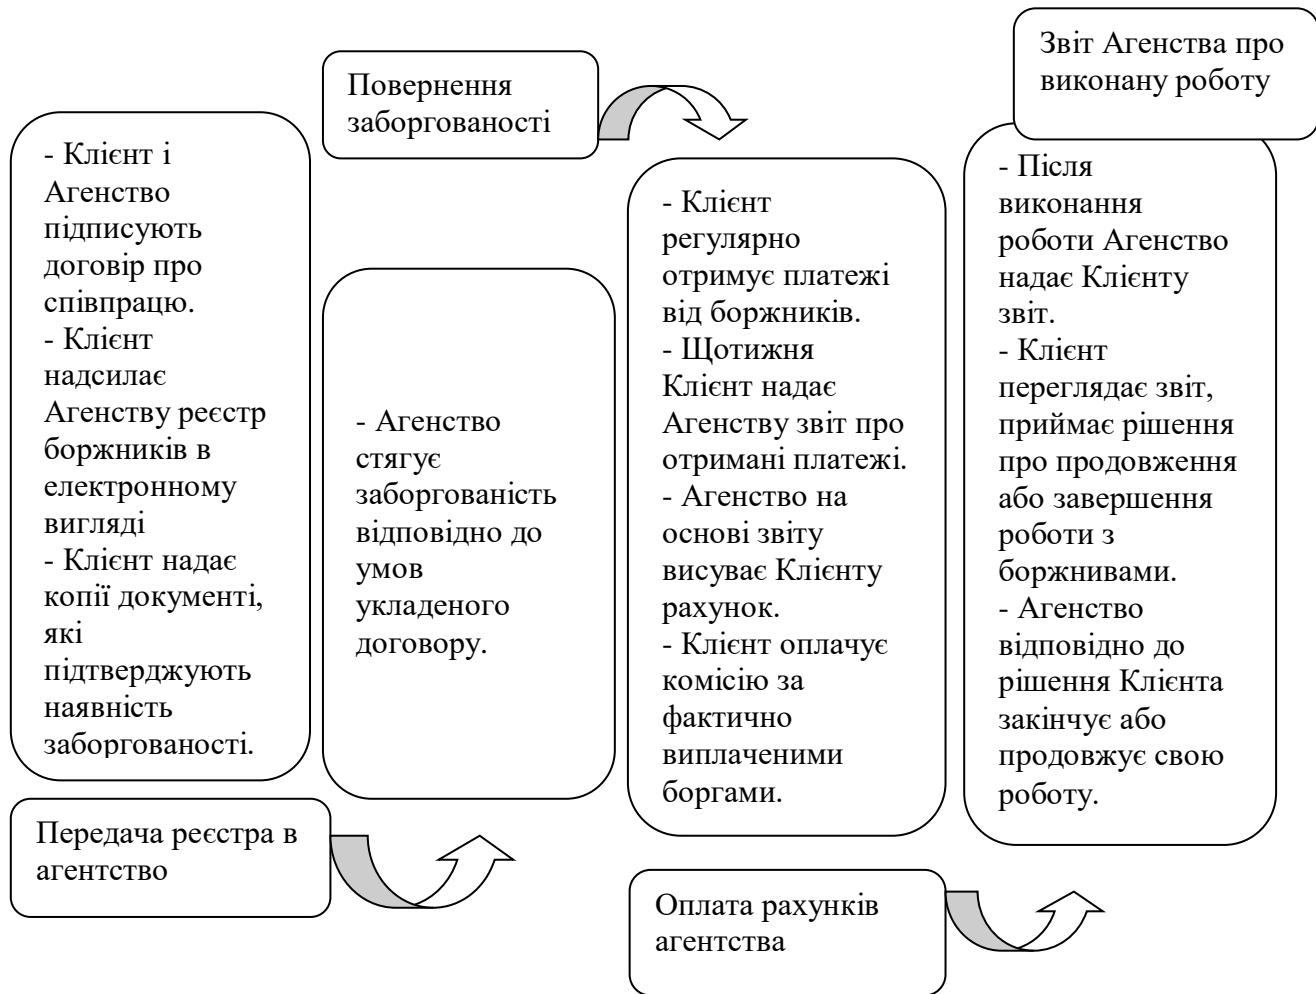 - Клієнт і
Агенство
підписують
договір про
співпрацю.
- Клієнт
надсилає
Агенству реєстр
боржників в
електронному
вигляді
- Клієнт надає
копії документі,
які
підтверджують
наявність
заборгованості.
Передача реєстра в
агентство
Повернення
заборгованості
- Агенство
стягує
заборгованість
відповідно до
умов
укладеного
договору.
- Клієнт
регулярно
отримує платежі
від боржників.
- Щотижня
Клієнт надає
Агенству звіт про
отримані платежі.
- Агенство на
основі звіту
висуває Клієнту
рахунок.
- Клієнт оплачує
комісію за
фактично
виплаченими
боргами.
Оплата рахунків
агентства
Звіт Агенства про
виконану роботу
- Після
виконання
роботи Агенство
надає Клієнту
звіт.
- Клієнт
переглядає звіт,
приймає рішення
про продовження
або завершення
роботи з
боржнивами.
- Агенство
відповідно до
рішення Клієнта
закінчує або
продовжує свою
роботу.